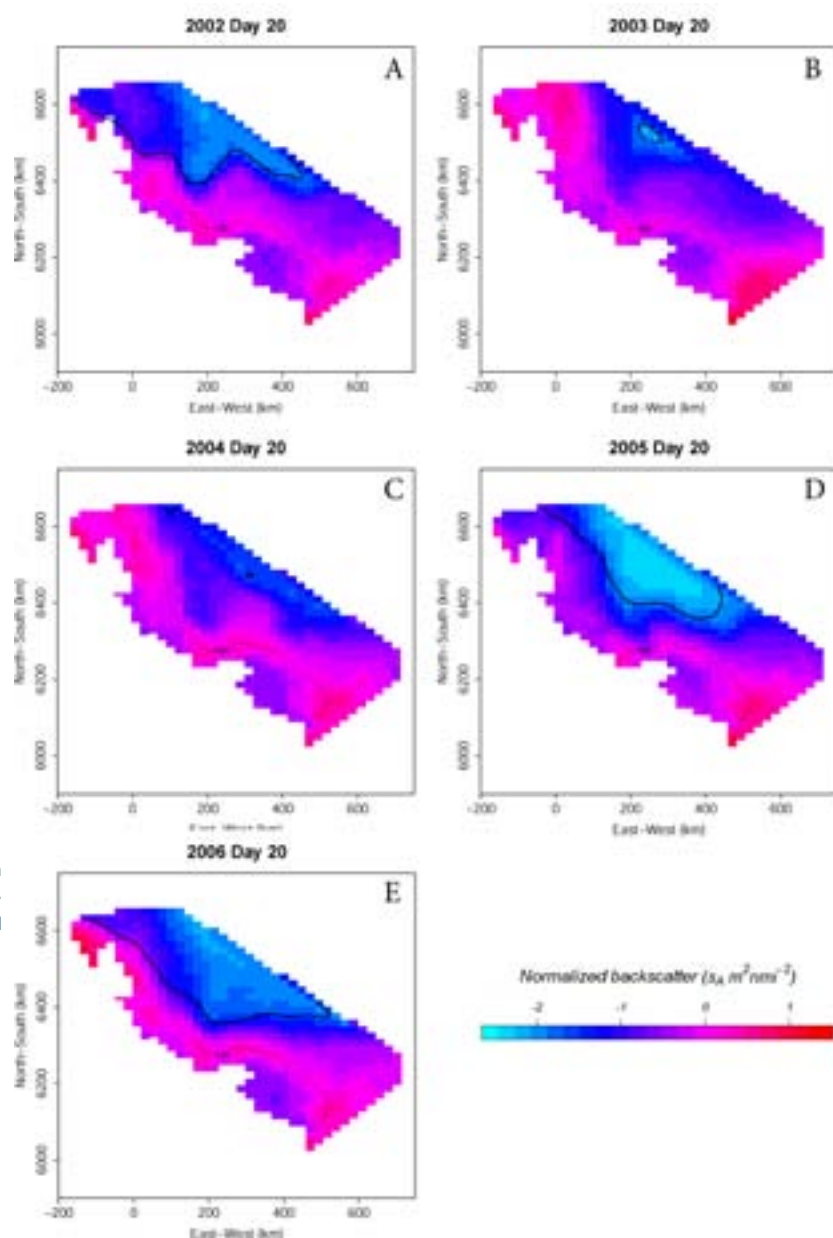 2002 Day 20
A
North-South (km)
6600
6400
6200
6000
-200 0 200 400 600
East-West (km)
2003 Day 20
B
North-South (km)
6600
6400
6200
6000
-200 0 200 400 600
East-West (km)
2004 Day 20
C
North-South (km)
6600
6400
6200
6000
-200 0 200 400 600
2005 Day 20
D
North-South (km)
6600
6400
6200
6000
-200 0 200 400 600
East-West (km)
2006 Day 20
E
North-South (km)
6600
6400
6200
6000
-200 0 200 400 600
East-West (km)
Normalized backscatter (s_A m²nmi⁻²)
-2 -1 0 1